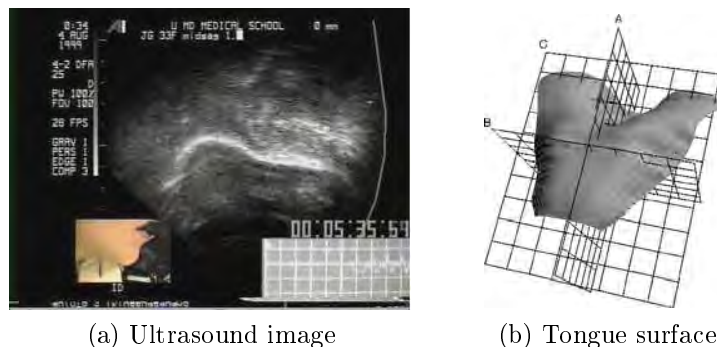 0:34 U MD MEDICAL SCHOOL :0 mm
4 AUG JG 33F midsag 1.
1999
4-2 DFA
25
D
PW 100%
FOV 100
28 FPS
GRAV 1
PERS 1
EDGE 1
COMP 3
00:05:35:59
ID
A
C
B
(a) Ultrasound image
(b) Tongue surface